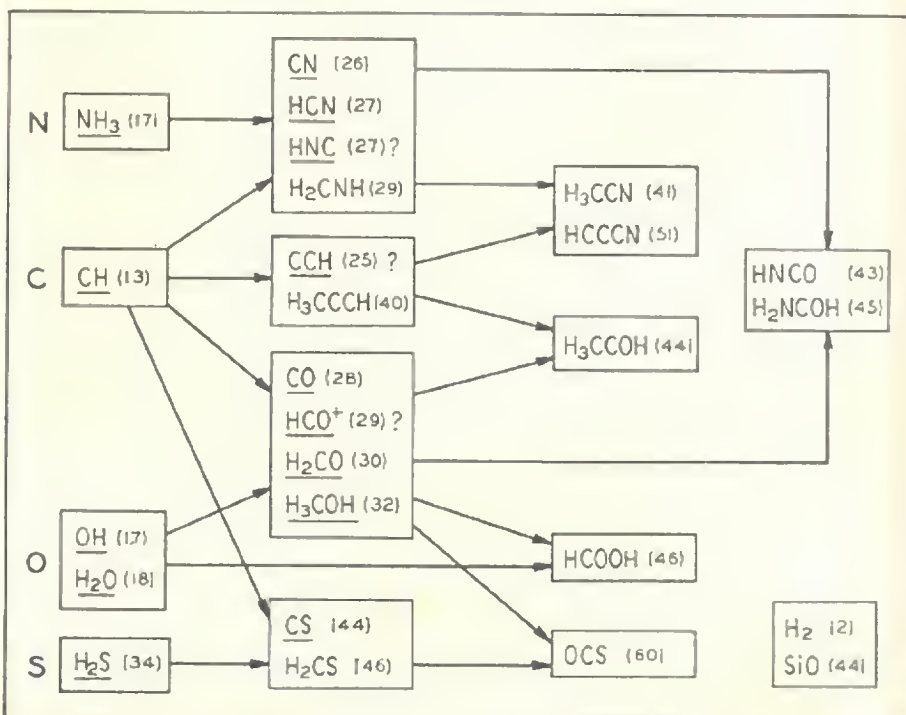 N
NH₃ (17)
CN (26)
HCN (27)
HNC (27)?
H₂CNH (29)
H₃CCN (41)
HCCCN (51)
C
CH (13)
CCH (25) ?
H₃CCCH (40)
HNCO (43)
H₂NCOH (45)
H₃CCOH (44)
CO (28)
HCO⁺ (29) ?
H₂CO (30)
H₃COH (32)
O
OH (17)
H₂O (18)
HCOOH (46)
S
H₂S (34)
CS (44)
H₂CS (46)
OCS (60)
H₂ (2)
SiO (44)